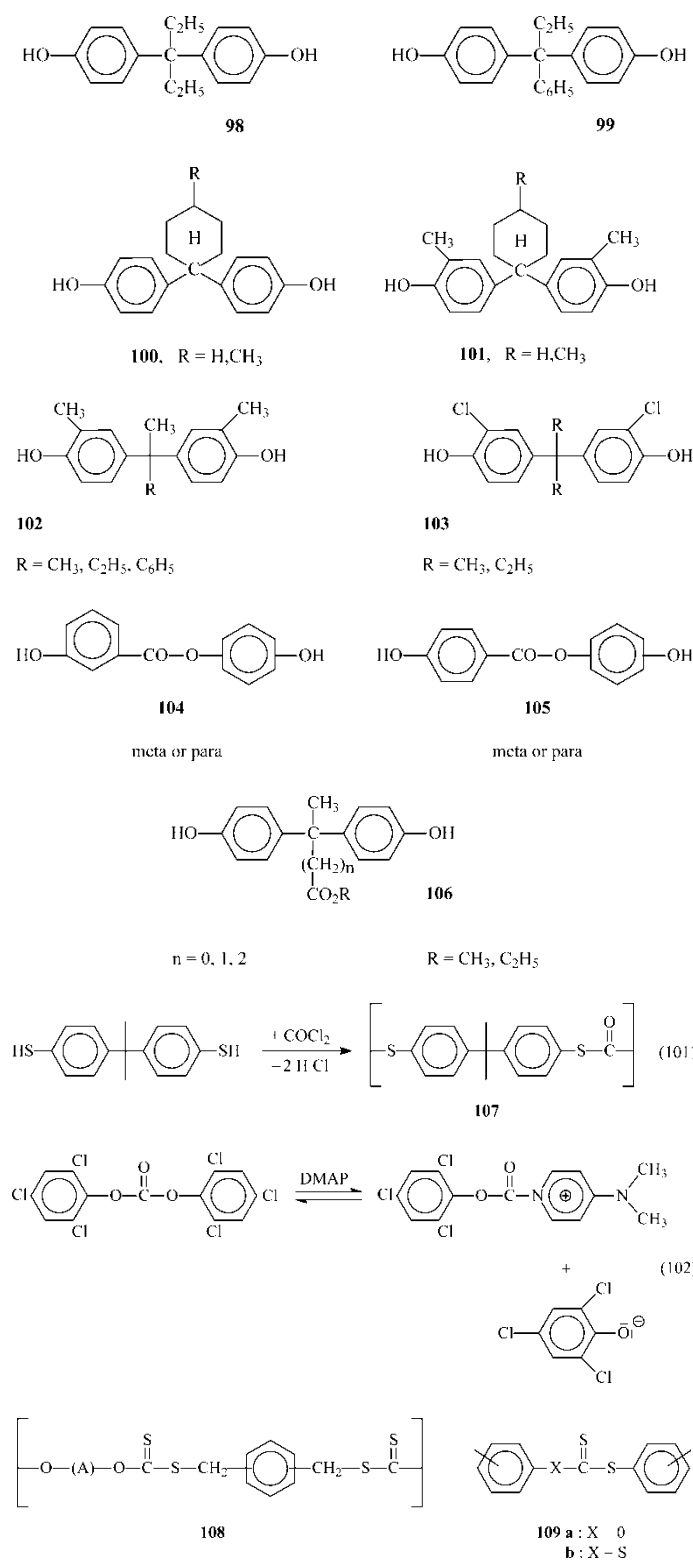 C2H5 C2H5
HO C OH HO C OH
C2H5 C6H5
98 99
R R
H CH3 H CH3
HO C OH HO C OH
100, R = H,CH3 101, R = H,CH3
CH3 CH3 CH3 Cl R Cl
HO OH HO OH
R R
102 103
R = CH3, C2H5, C6H5 R = CH3, C2H5
HO CO–O OH HO CO–O OH
104 105
meta or para meta or para
CH3
HO C OH
(CH2)n
CO2R 106
n = 0, 1, 2 R = CH3, C2H5
HS SH + COCl2 – 2 H Cl S S–C O (101)
107
Cl Cl O Cl Cl DMAP Cl O CH3
Cl O–C–O Cl Cl O–C–N ⊕ N
Cl Cl Cl CH3
+ (102)
Cl
Cl O ⊖
Cl
S S S
O–(A)–O–C–S–CH2 CH2–S–C X–C–S
108 109 a : X – 0
b : X – S